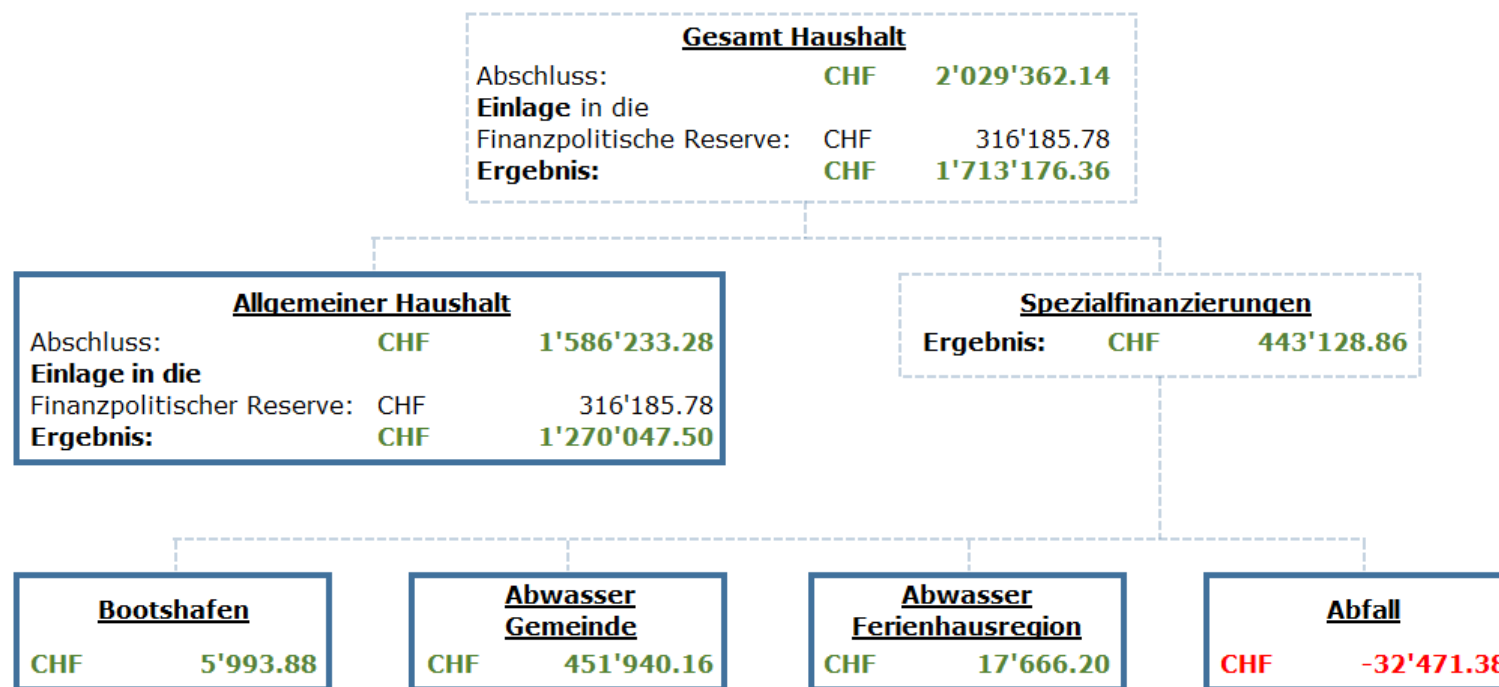 Gesamt Haushalt
Abschluss: CHF 2'029'362.14
Einlage in die
Finanzpolitische Reserve: CHF 316'185.78
Ergebnis: CHF 1'713'176.36
Allgemeiner Haushalt
Abschluss: CHF 1'586'233.28
Einlage in die
Finanzpolitischer Reserve: CHF 316'185.78
Ergebnis: CHF 1'270'047.50
Spezialfinanzierungen
Ergebnis: CHF 443'128.86
Bootshafen
CHF 5'993.88
Abwasser
Gemeinde
CHF 451'940.16
Abwasser
Ferienhausregion
CHF 17'666.20
Abfall
CHF -32'471.38